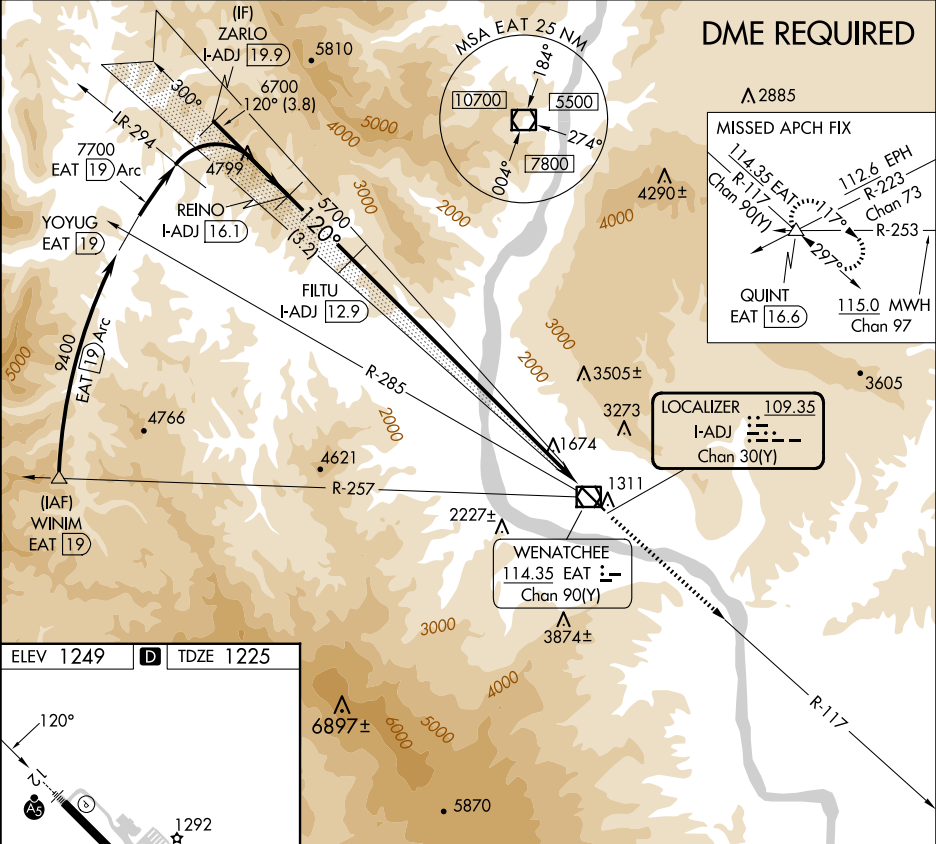 DME REQUIRED
(IF)
ZARLO
I-ADJ 19.9
5810
6700
120° (3.8)
300°
LR-294
7700
EAT 19 Arc
4799
5000
4000
3000
2000
YOYUG
EAT 19
REINO
I-ADJ 16.1
5700
120°
(3.2)
FILTU
I-ADJ 12.9
MSA EAT 25 NM
184°
10700
5500
274°
7800
004°
2885
4290±
4000
MISSED APCH FIX
114.35 EAT
R-117
Chan 90(Y)
112.6 EPH
R-223
Chan 73
117°
R-253
297°
QUINT
EAT 16.6
115.0 MWH
Chan 97
9400
EAT 19 Arc
5000
R-285
3000
2000
3505±
3605
3273
4766
4621
2000
1674
LOCALIZER 109.35
I-ADJ
Chan 30(Y)
(IAF)
WINIM
EAT 19
R-257
1311
2227±
WENATCHEE
114.35 EAT
Chan 90(Y)
3874±
3000
4000
R-117
6897±
6000
5000
5870
ELEV 1249 D TDZE 1225
120°
12
A5
P
1292